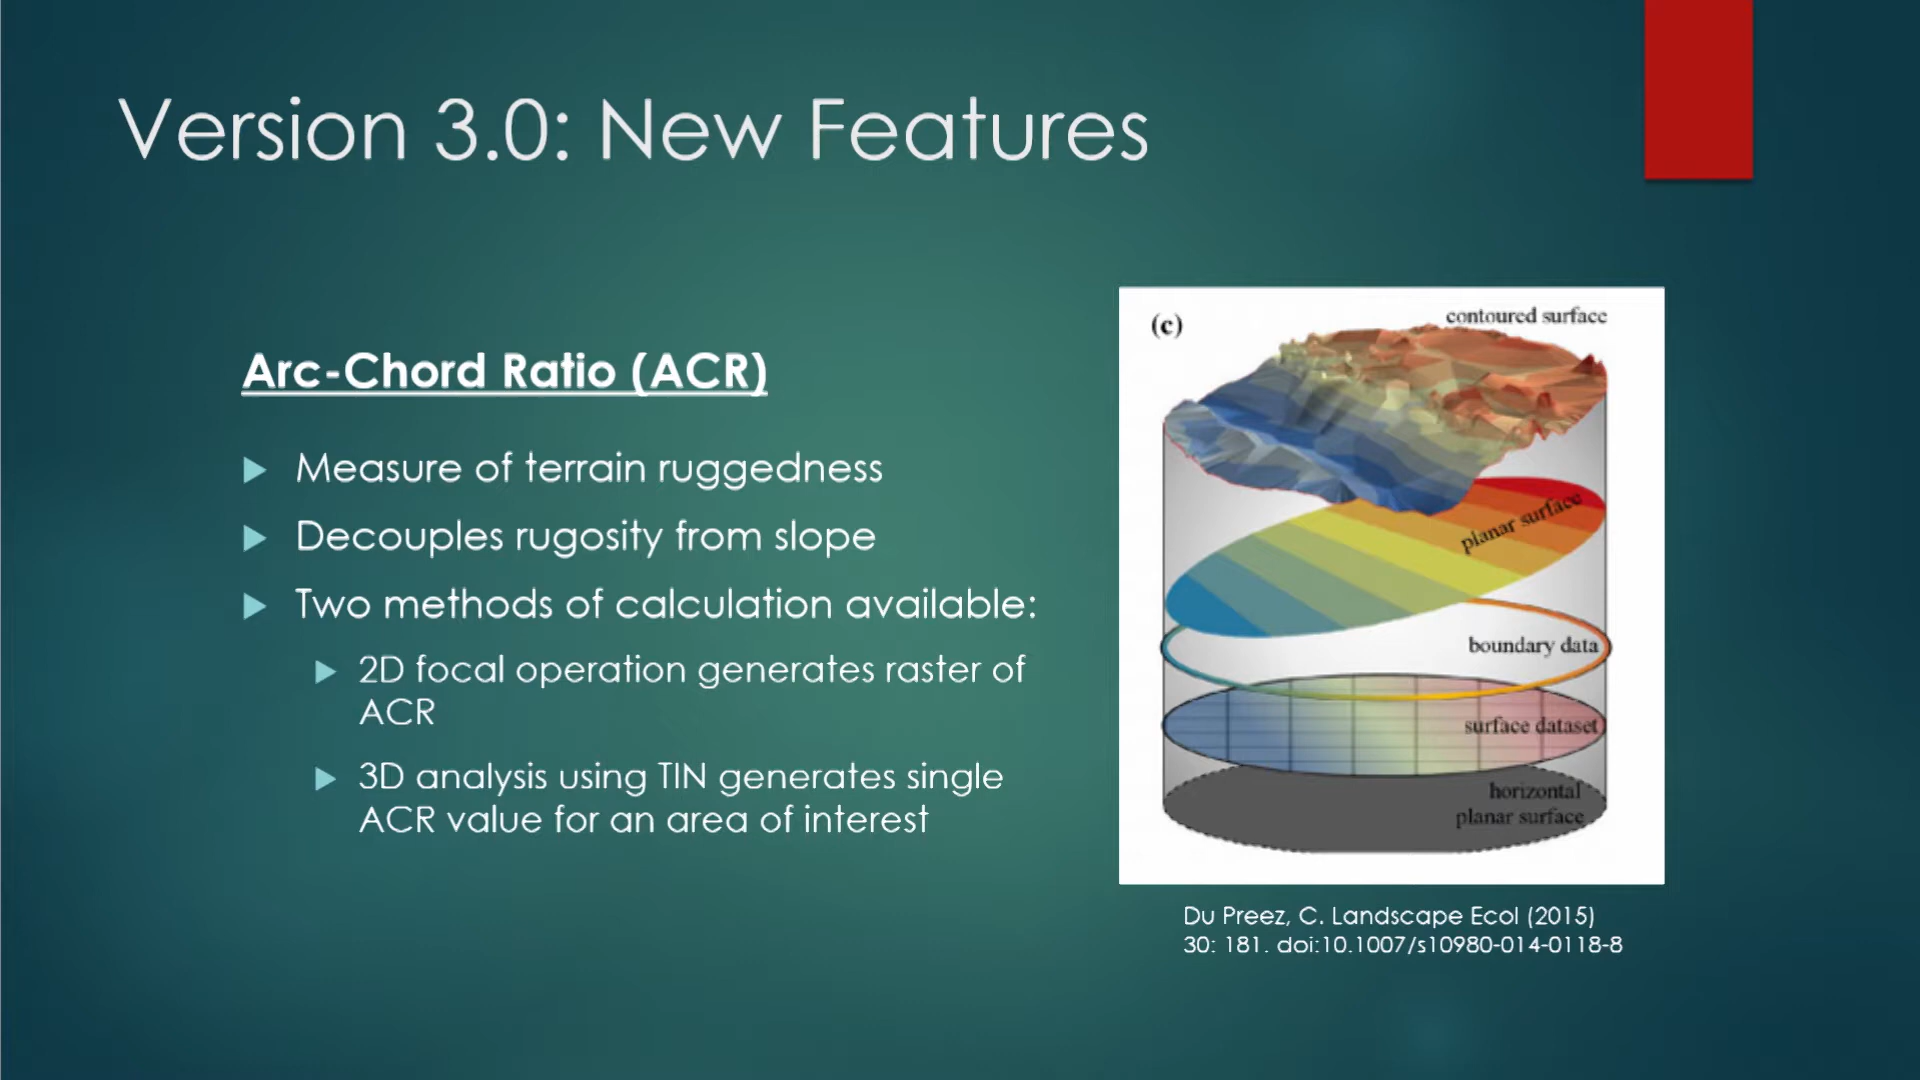 Version 3.0: New Features
Arc-Chord Ratio (ACR)
Measure of terrain ruggedness
Decouples rugosity from slope
Two methods of calculation available:
2D focal operation generates raster of
ACR
3D analysis using TIN generates single
ACR value for an area of interest
(c)
contoured surface
planar surface
boundary data
surface dataset
horizontal
planar surface
Du Preez, C. Landscape Ecol (2015)
30: 181. doi:10.1007/s10980-014-0118-8